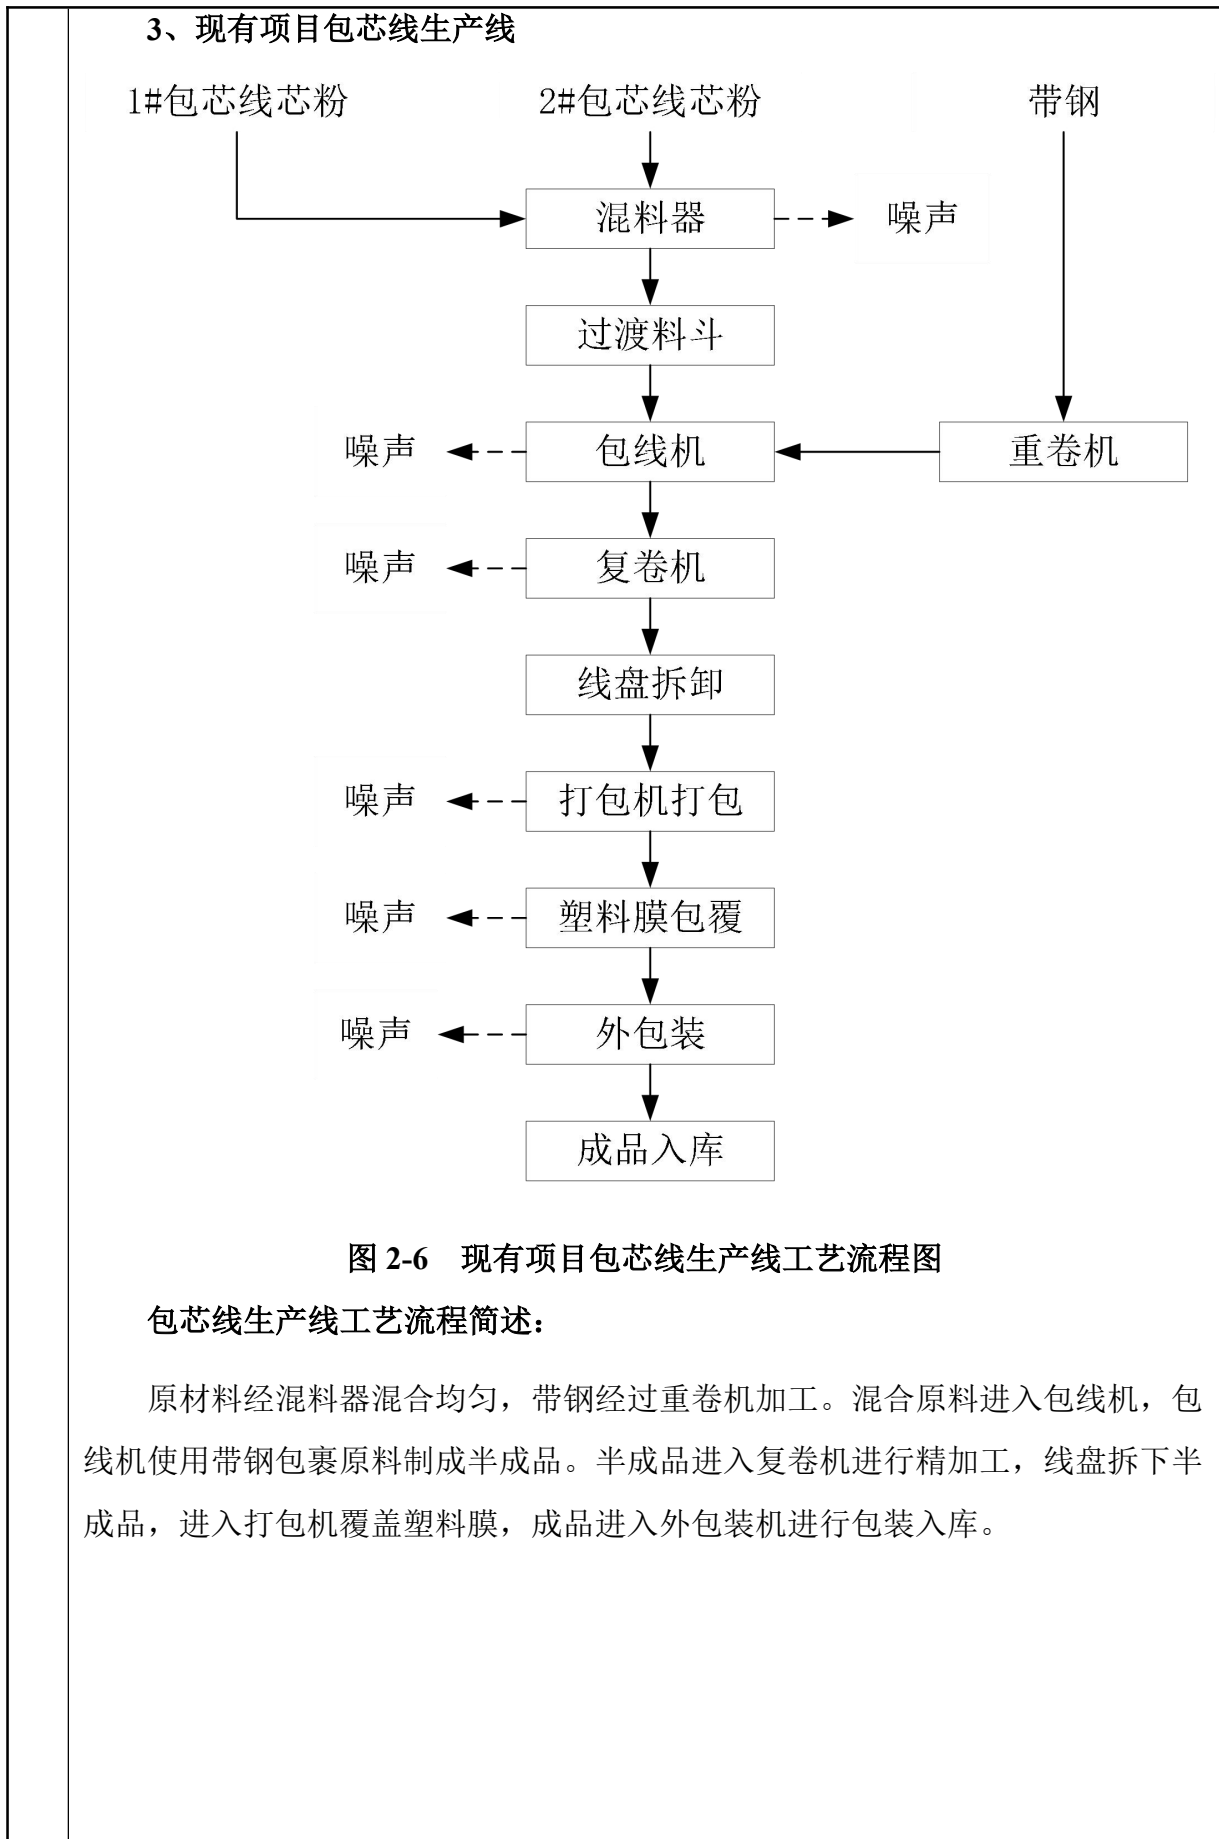 3、现有项目包芯线生产线
1#包芯线芯粉
2#包芯线芯粉
带钢
混料器
噪声
过渡料斗
噪声
包线机
重卷机
噪声
复卷机
线盘拆卸
噪声
打包机打包
噪声
塑料膜包覆
噪声
外包装
成品入库
图 2-6 现有项目包芯线生产线工艺流程图
包芯线生产线工艺流程简述：
原材料经混料器混合均匀，带钢经过重卷机加工。混合原料进入包线机，包
线机使用带钢包裹原料制成半成品。半成品进入复卷机进行精加工，线盘拆下半
成品，进入打包机覆盖塑料膜，成品进入外包装机进行包装入库。